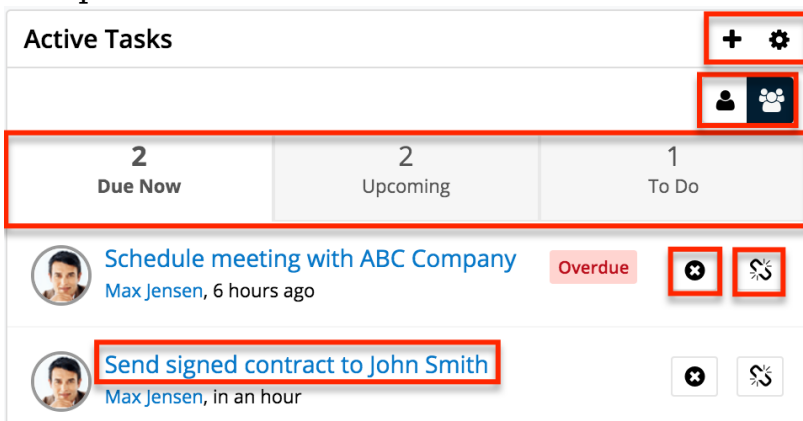 Active Tasks
2
Due Now
2
Upcoming
1
To Do
Schedule meeting with ABC Company
Overdue
Max Jensen, 6 hours ago
Send signed contract to John Smith
Max Jensen, in an hour